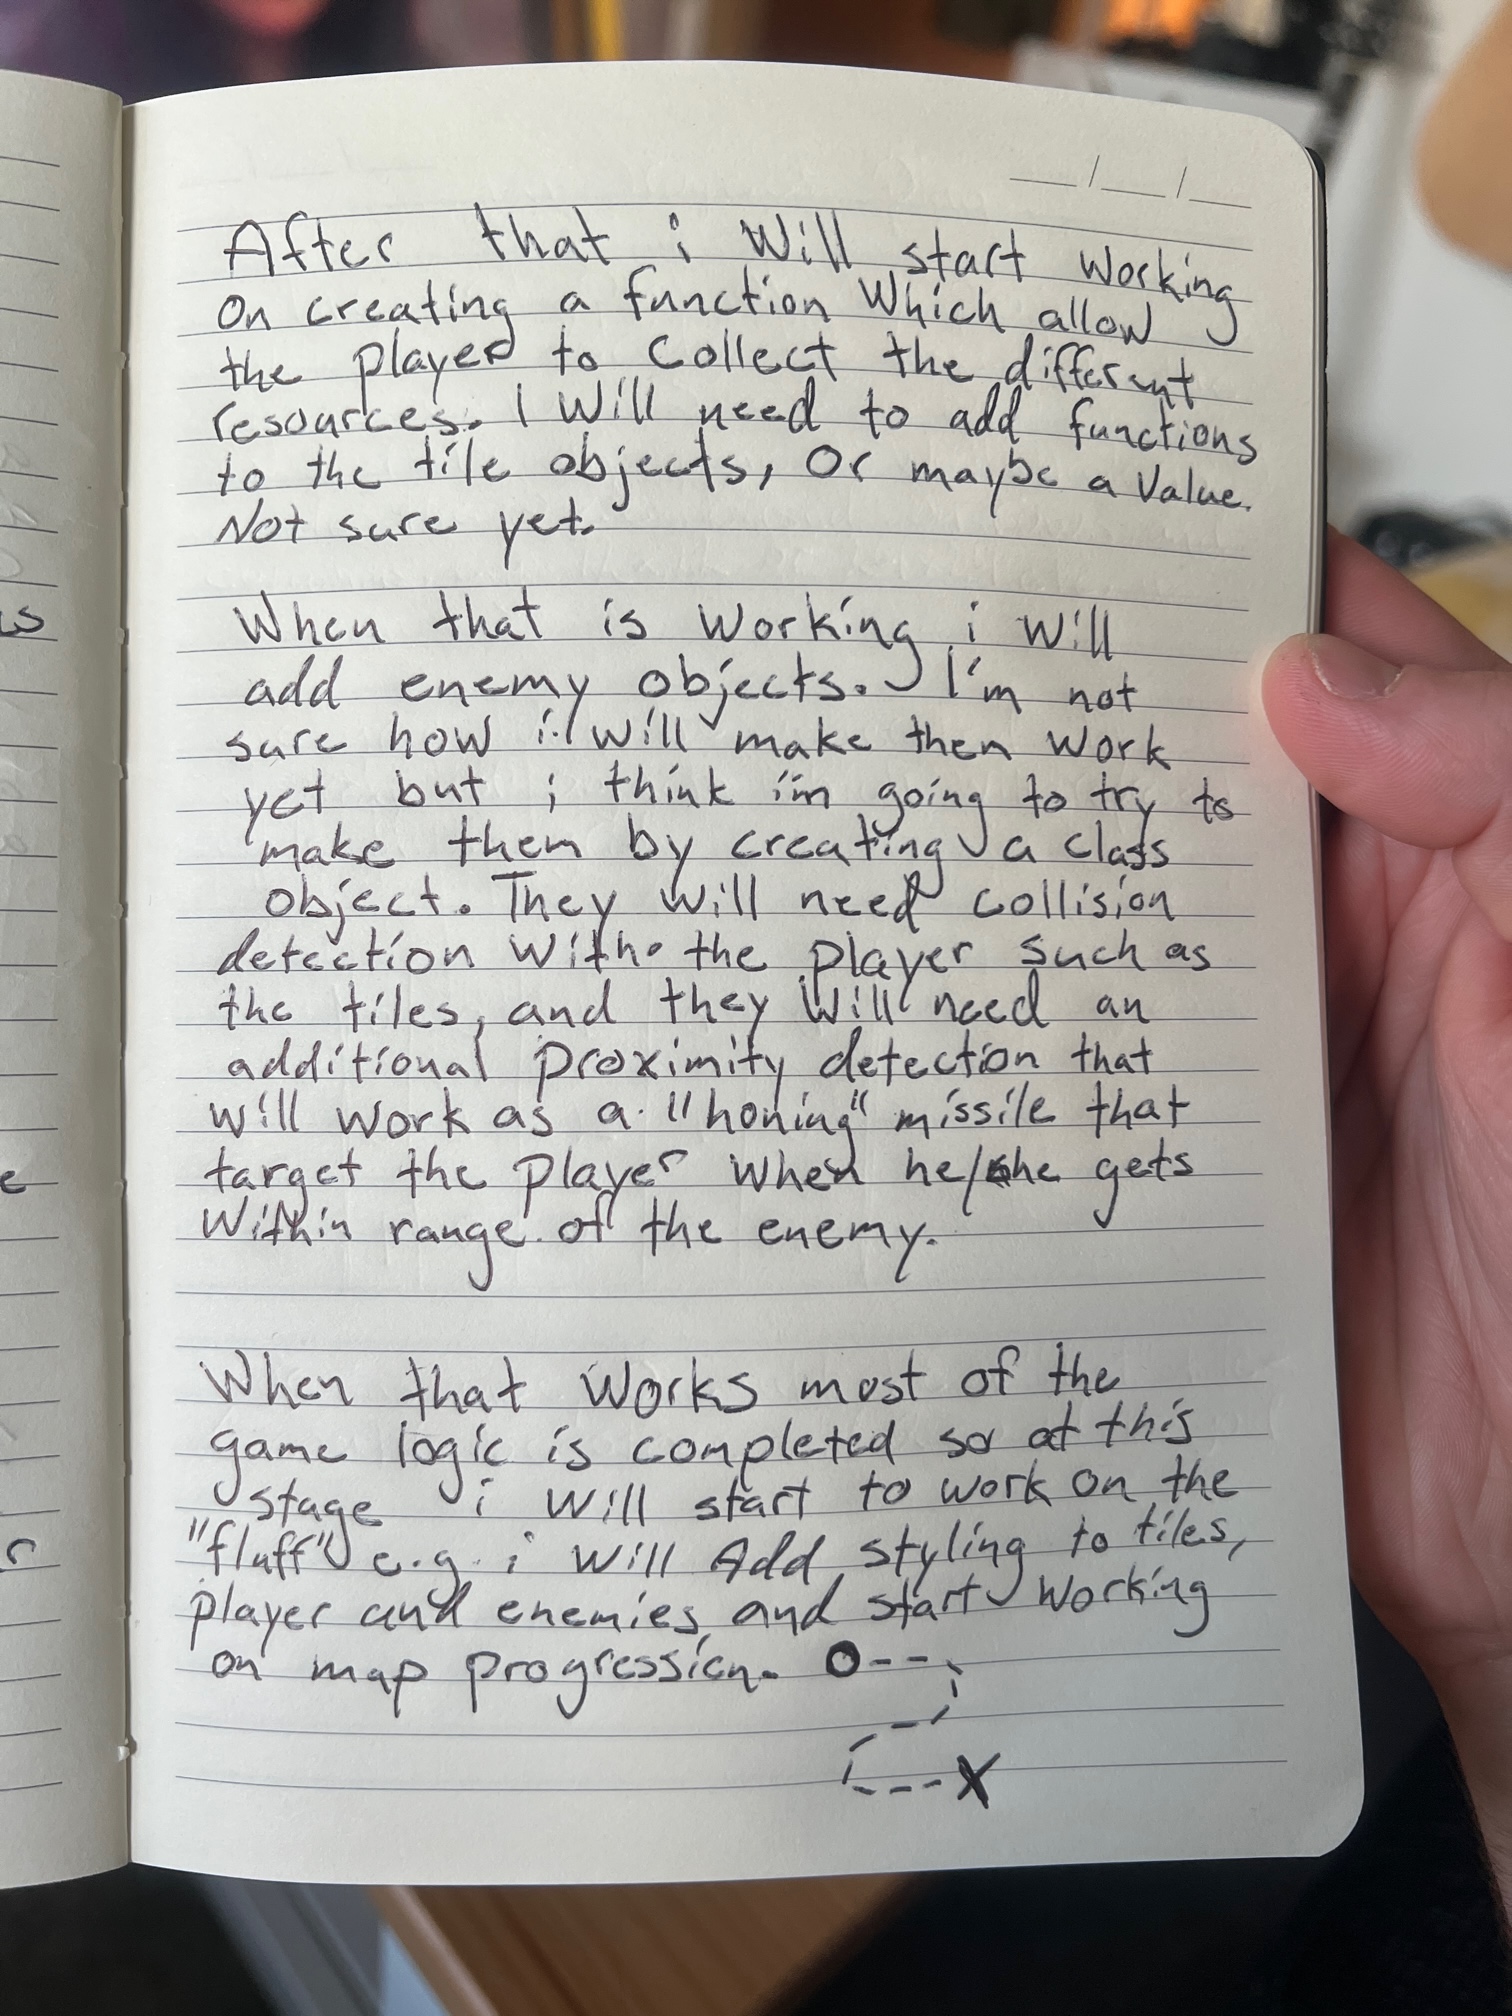 After that i Will start Working
On creating a function Which allow
the player to Collect the different
resources. I Will need to add functions
to the tile objects, Or maybe a Value.
Not sure yet.
When that is Working i Will
add enemy objects. I'm not
sure how i will make then Work
yet but i think i'm going to try to
make them by creating a Class
object. They Will need collision
detection With the player such as
the tiles, and they Will need an
additional proximity detection that
will work as a "honing" missile that
target the player when he/she gets
Within range of the enemy.
When that Works most of the
game logic is completed so at this
stage i Will start to work on the
"fluff" e.g. i Will Add styling to tiles,
player and enemies, and start Working
on map progression. O
X
us
e
r